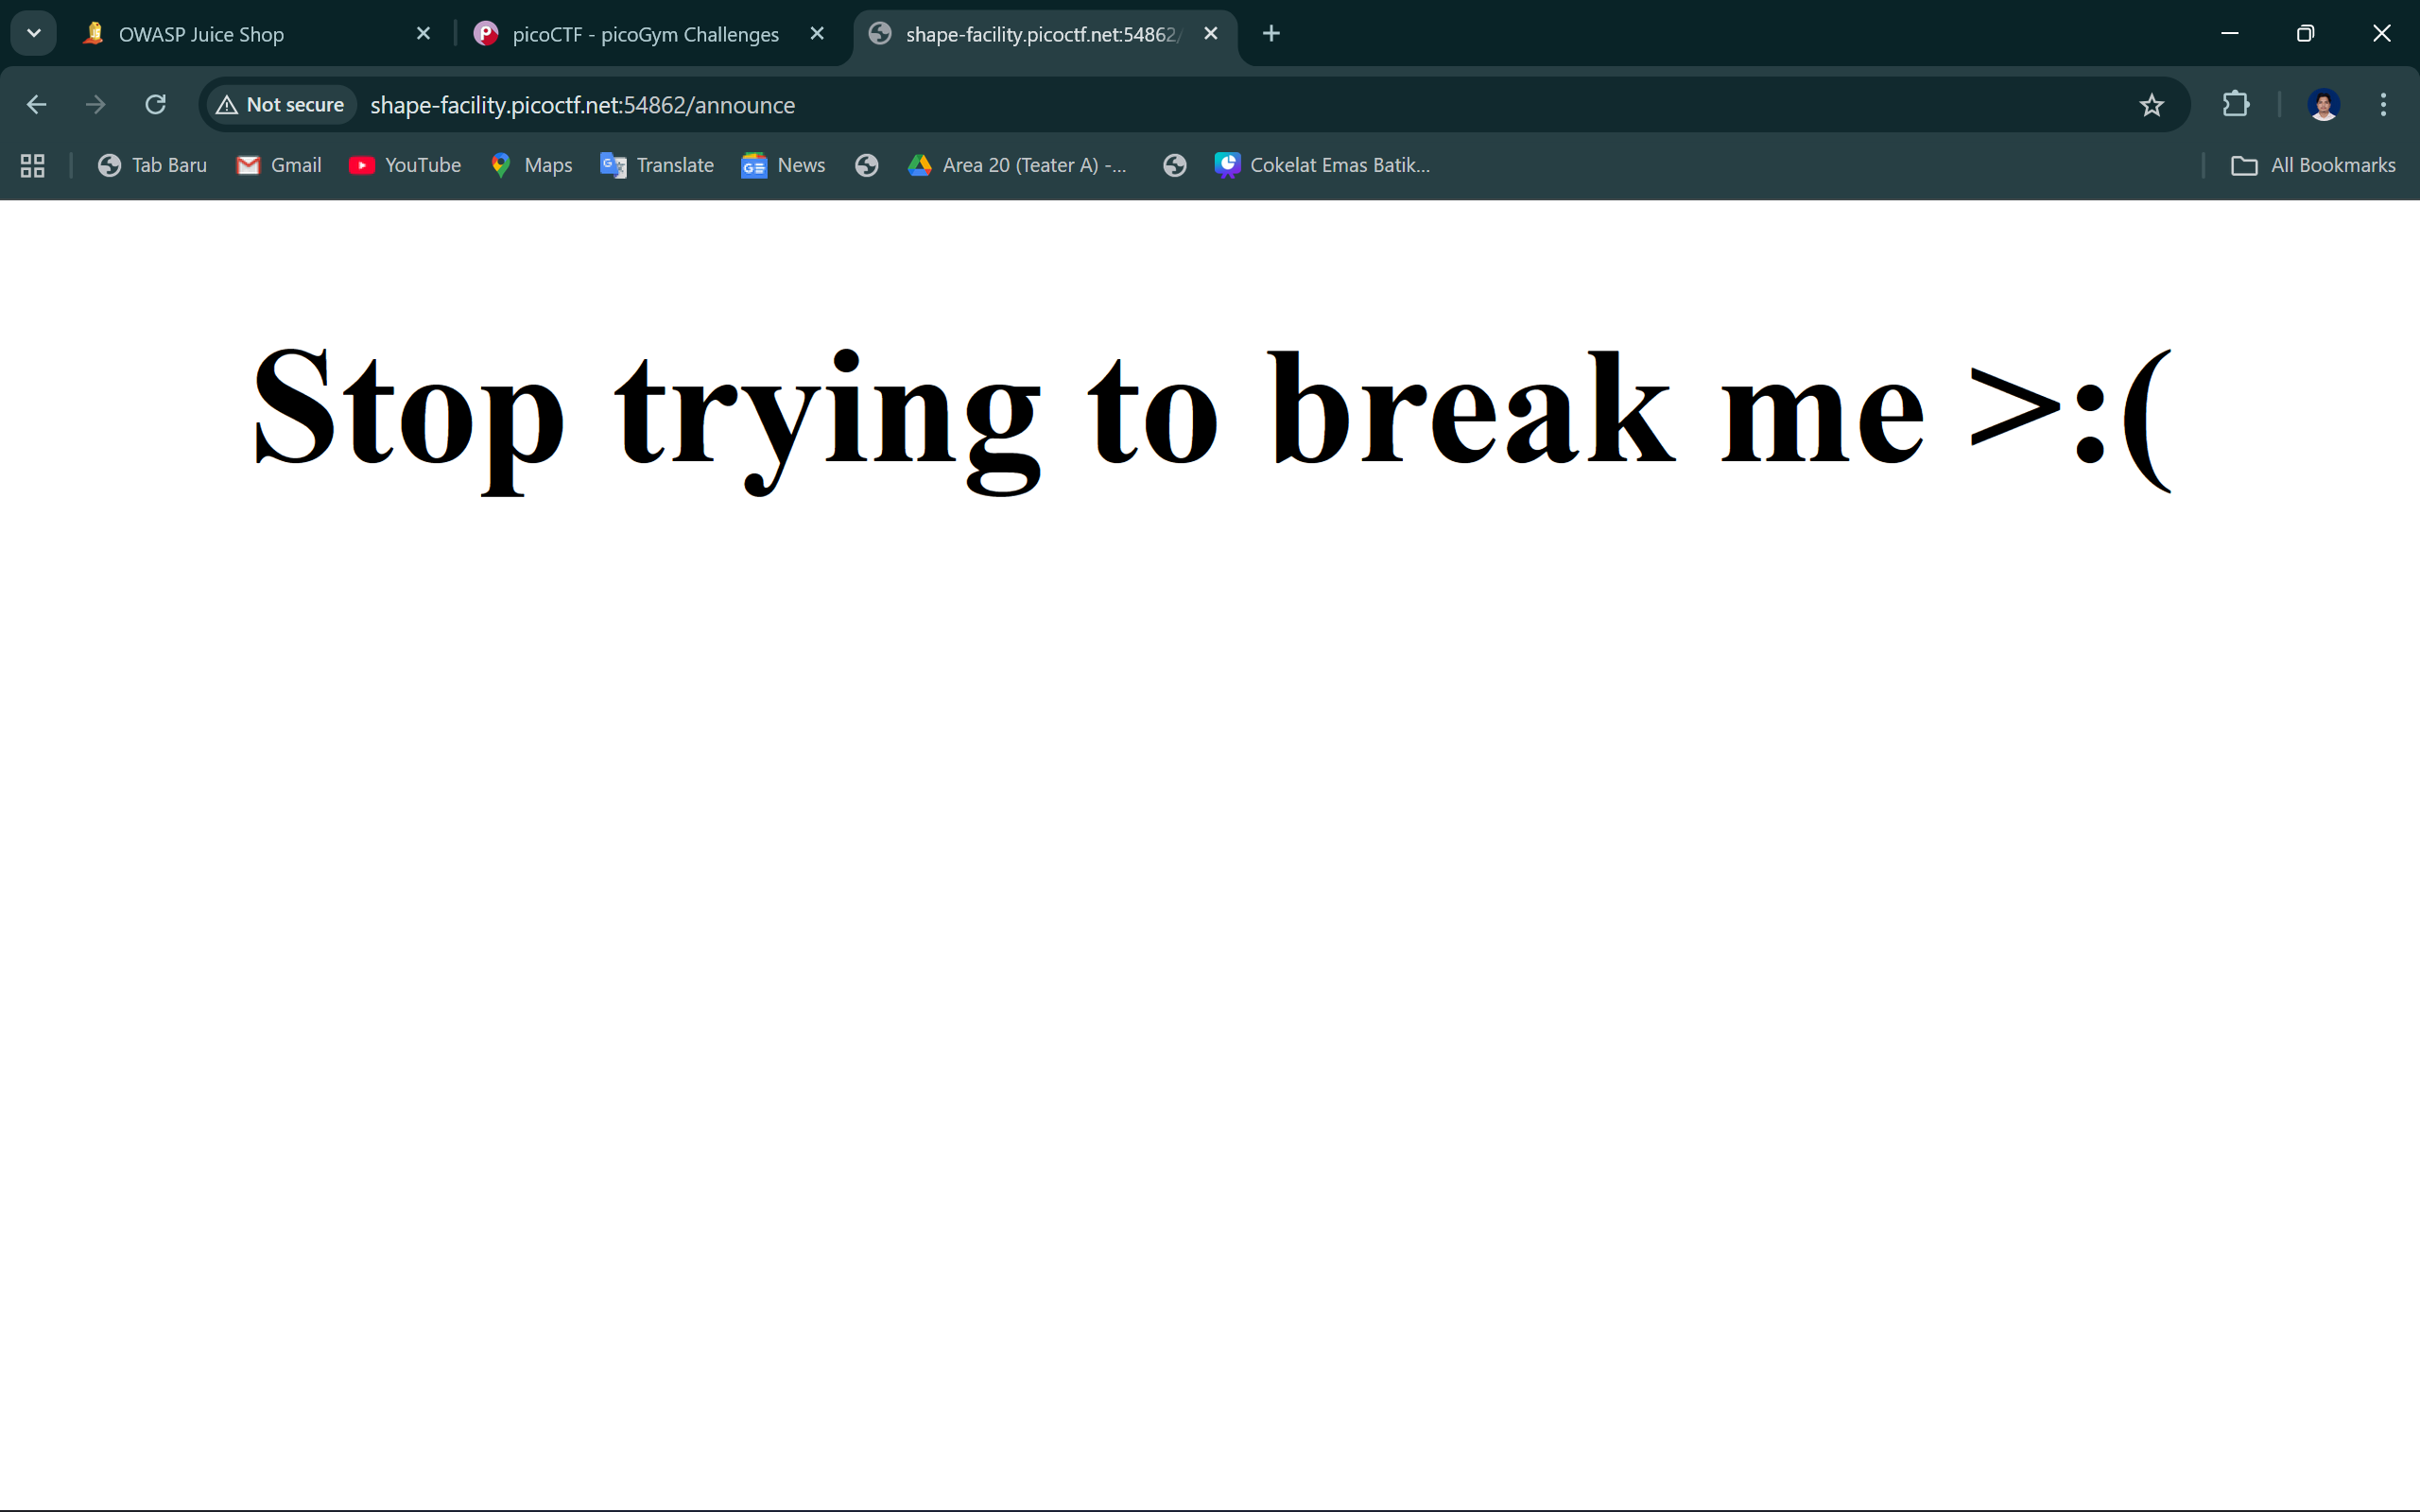 OWASP Juice Shop
picoCTF - picoGym Challenges
shape-facility.picoctf.net:54862/
Not secure
shape-facility.picoctf.net:54862/announce
Tab Baru
Gmail
YouTube
Maps
Translate
News
Area 20 (Teater A) -...
Cokelat Emas Batik...
All Bookmarks
Stop trying to break me >:(